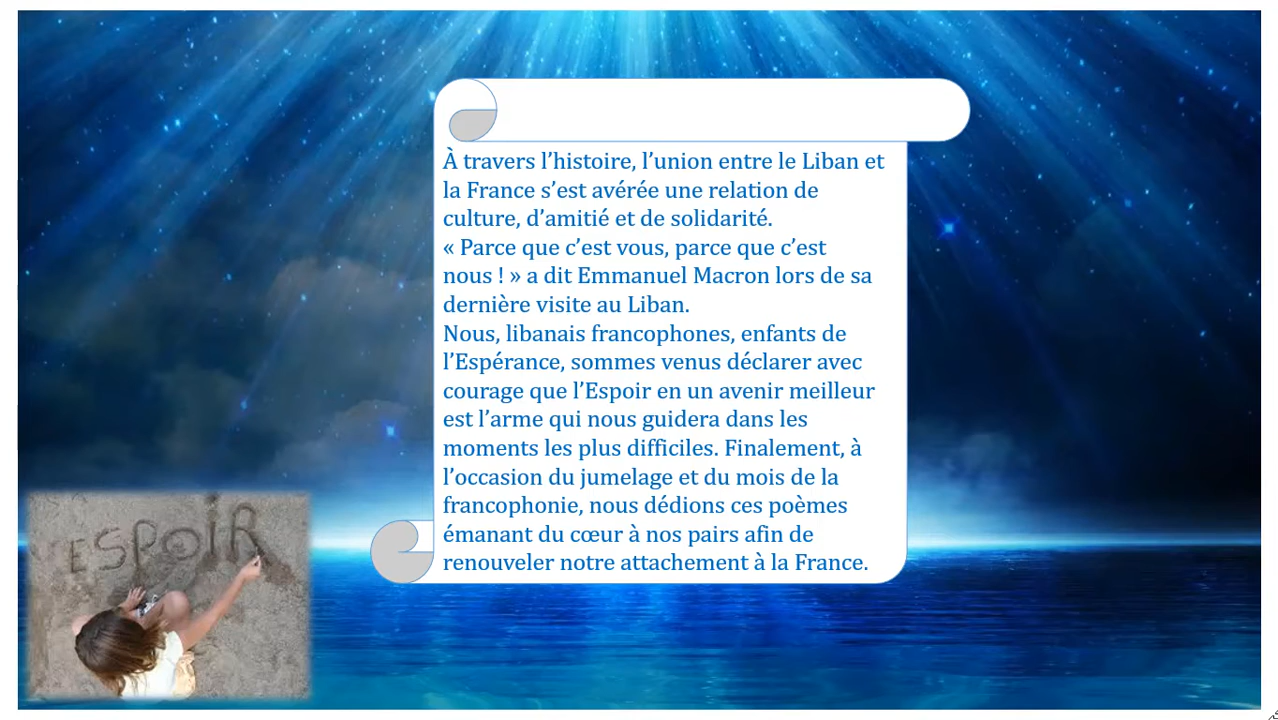 À travers l’histoire, l’union entre le Liban et
la France s’est avérée une relation de
culture, d’amitié et de solidarité.
« Parce que c’est vous, parce que c’est
nous ! » a dit Emmanuel Macron lors de sa
dernière visite au Liban.
Nous, libanais francophones, enfants de
l’Espérance, sommes venus déclarer avec
courage que l’Espoir en un avenir meilleur
est l’arme qui nous guidera dans les
moments les plus difficiles. Finalement, à
l’occasion du jumelage et du mois de la
francophonie, nous dédions ces poèmes
émanant du cœur à nos pairs afin de
renouveler notre attachement à la France.
ESPOIR